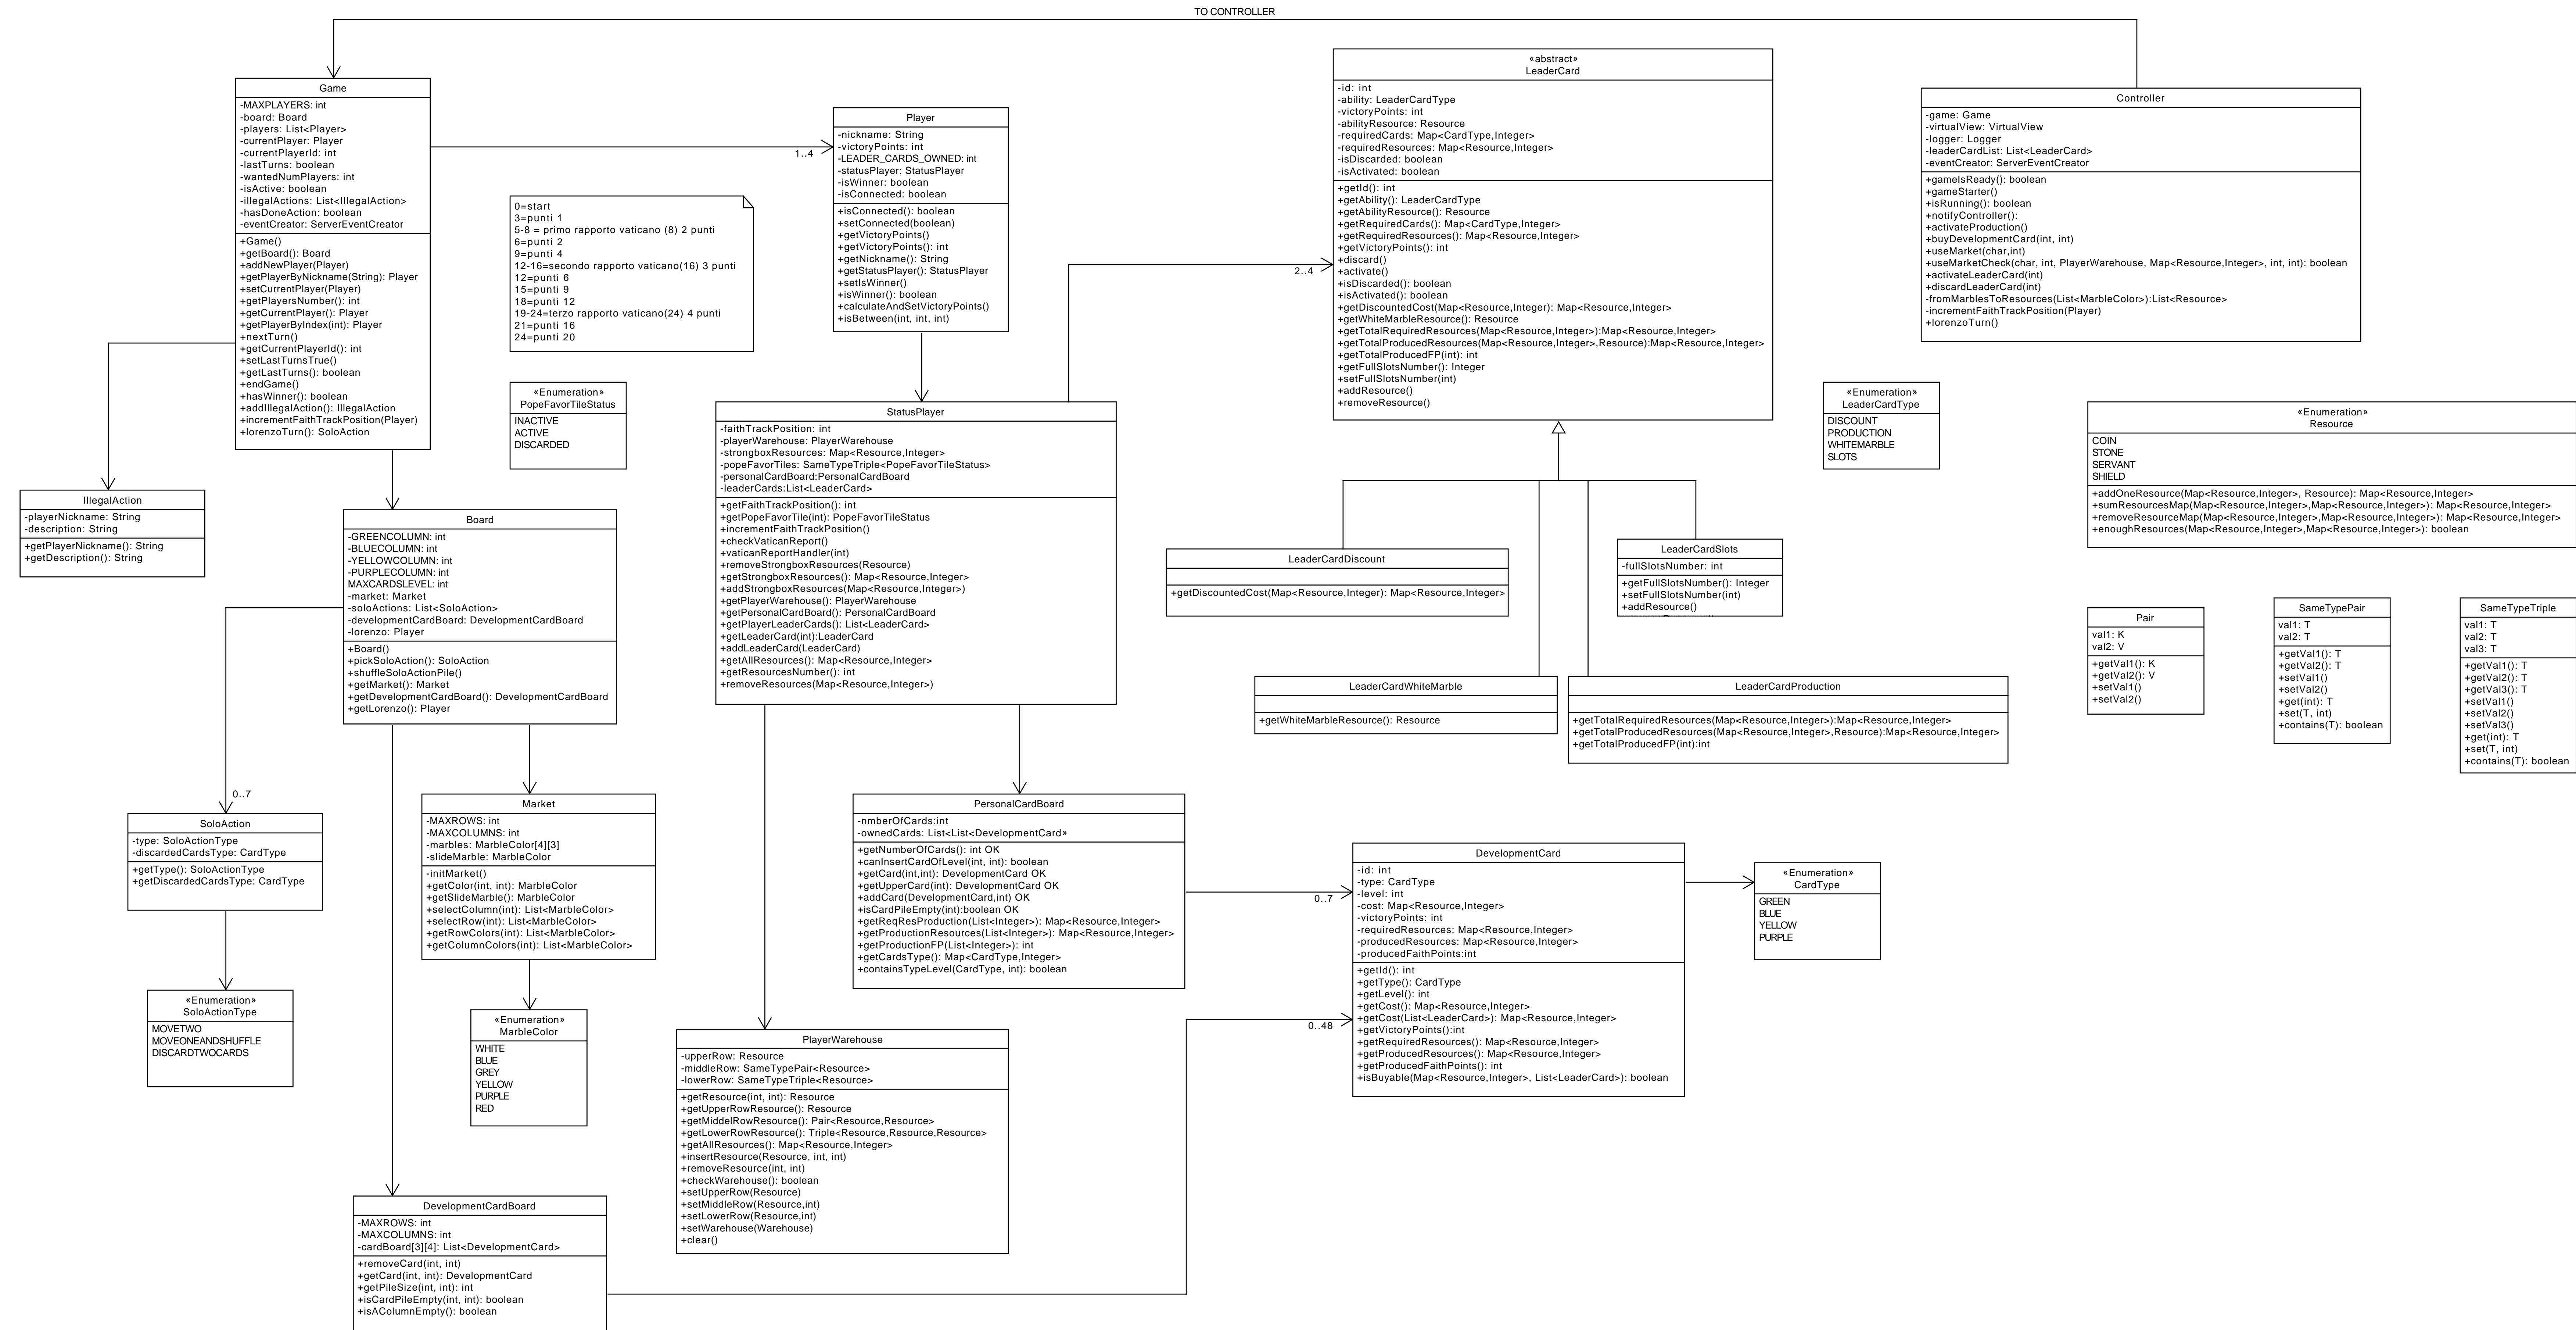 TO CONTROLLER
Game
-MAXPLAYERS: int
-board: Board
-players: List<Player>
-currentPlayer: Player
-currentPlayerId: int
-lastTurns: boolean
-wantedNumPlayers: int
-isActive: boolean
-illegalActions: List<IllegalAction>
-hasDoneAction: boolean
-eventCreator: ServerEventCreator
+Game()
+getBoard(): Board
+addNewPlayer(Player)
+getPlayerByNickname(String): Player
+setCurrentPlayer(Player)
+getPlayersNumber(): int
+getCurrentPlayer(): Player
+getPlayerByIndex(int): Player
+nextTurn()
+getCurrentPlayerId(): int
+setLastTurnsTrue()
+getLastTurns(): boolean
+endGame()
+hasWinner(): boolean
+addIllegalAction(): IllegalAction
+incrementFaithTrackPosition(Player)
+lorenzoTurn(): SoloAction
1..4
Player
-nickname: String
-victoryPoints: int
-LEADER_CARDS_OWNED: int
-statusPlayer: StatusPlayer
-isWinner: boolean
-isConnected: boolean
+isConnected(): boolean
+setConnected(boolean)
+getVictoryPoints()
+getVictoryPoints(): int
+getNickname(): String
+getStatusPlayer(): StatusPlayer
+setIsWinner()
+isWinner(): boolean
+calculateAndSetVictoryPoints()
+isBetween(int, int, int)
0=start
3=punti 1
5-8 = primo rapporto vaticano (8) 2 punti
6=punti 2
9=punti 4
12-16=secondo rapporto vaticano(16) 3 punti
12=punti 6
15=punti 9
18=punti 12
19-24=terzo rapporto vaticano(24) 4 punti
21=punti 16
24=punti 20
«abstract»
LeaderCard
-id: int
-ability: LeaderCardType
-victoryPoints: int
-abilityResource: Resource
-requiredCards: Map<CardType,Integer>
-requiredResources: Map<Resource,Integer>
-isDiscarded: boolean
-isActivated: boolean
+getId(): int
+getAbility(): LeaderCardType
+getAbilityResource(): Resource
+getRequiredCards(): Map<CardType,Integer>
+getRequiredResources(): Map<Resource,Integer>
+getVictoryPoints(): int
+discard()
+activate()
+isDiscarded(): boolean
+isActivated(): boolean
+getDiscountedCost(Map<Resource,Integer): Map<Resource,Integer>
+getWhiteMarbleResource(): Resource
+getTotalRequiredResources(Map<Resource,Integer>):Map<Resource,Integer>
+getTotalProducedResources(Map<Resource,Integer>,Resource):Map<Resource,Integer>
+getTotalProducedFP(int): int
+getFullSlotsNumber(): Integer
+setFullSlotsNumber(int)
+addResource()
+removeResource()
2..4
Controller
-game: Game
-virtualView: VirtualView
-logger: Logger
-leaderCardList: List<LeaderCard>
-eventCreator: ServerEventCreator
+gameIsReady(): boolean
+gameStarter()
+isRunning(): boolean
+notifyController():
+activateProduction()
+buyDevelopmentCard(int, int)
+useMarket(char,int)
+useMarketCheck(char, int, PlayerWarehouse, Map<Resource,Integer>, int, int): boolean
+activateLeaderCard(int)
+discardLeaderCard(int)
-fromMarblesToResources(List<MarbleColor>):List<Resource>
-incrementFaithTrackPosition(Player)
+lorenzoTurn()
«Enumeration»
PopeFavorTileStatus
INACTIVE
ACTIVE
DISCARDED
StatusPlayer
-faithTrackPosition: int
-playerWarehouse: PlayerWarehouse
-strongboxResources: Map<Resource,Integer>
-popeFavorTiles: SameTypeTriple<PopeFavorTileStatus>
-personalCardBoard:PersonalCardBoard
-leaderCards:List<LeaderCard>
+getFaithTrackPosition(): int
+getPopeFavorTile(int): PopeFavorTileStatus
+incrementFaithTrackPosition()
+checkVaticanReport()
+vaticanReportHandler(int)
+removeStrongboxResources(Resource)
+getStrongboxResources(): Map<Resource,Integer>
+addStrongboxResources(Map<Resource,Integer>)
+getPlayerWarehouse(): PlayerWarehouse
+getPersonalCardBoard(): PersonalCardBoard
+getPlayerLeaderCards(): List<LeaderCard>
+getLeaderCard(int):LeaderCard
+addLeaderCard(LeaderCard)
+getAllResources(): Map<Resource,Integer>
+getResourcesNumber(): int
+removeResources(Map<Resource,Integer>)
«Enumeration»
LeaderCardType
DISCOUNT
PRODUCTION
WHITEMARBLE
SLOTS
«Enumeration»
Resource
COIN
STONE
SERVANT
SHIELD
+addOneResource(Map<Resource,Integer>, Resource): Map<Resource,Integer>
+sumResourcesMap(Map<Resource,Integer>,Map<Resource,Integer>): Map<Resource,Integer>
+removeResourceMap(Map<Resource,Integer>,Map<Resource,Integer>): Map<Resource,Integer>
+enoughResources(Map<Resource,Integer>,Map<Resource,Integer>): boolean
IllegalAction
-playerNickname: String
-description: String
+getPlayerNickname(): String
+getDescription(): String
Board
-GREENCOLUMN: int
-BLUECOLUMN: int
-YELLOWCOLUMN: int
-PURPLECOLUMN: int
MAXCARDSLEVEL: int
-market: Market
-soloActions: List<SoloAction>
-developmentCardBoard: DevelopmentCardBoard
-lorenzo: Player
+Board()
+pickSoloAction(): SoloAction
+shuffleSoloActionPile()
+getMarket(): Market
+getDevelopmentCardBoard(): DevelopmentCardBoard
+getLorenzo(): Player
LeaderCardDiscount
+getDiscountedCost(Map<Resource,Integer): Map<Resource,Integer>
LeaderCardSlots
-fullSlotsNumber: int
+getFullSlotsNumber(): Integer
+setFullSlotsNumber(int)
+addResource()
Pair
val1: K
val2: V
+getVal1(): K
+getVal2(): V
+setVal1()
+setVal2()
SameTypePair
val1: T
val2: T
+getVal1(): T
+getVal2(): T
+setVal1()
+setVal2()
+get(int): T
+set(T, int)
+contains(T): boolean
SameTypeTriple
val1: T
val2: T
val3: T
+getVal1(): T
+getVal2(): T
+getVal3(): T
+setVal1()
+setVal2()
+setVal3()
+get(int): T
+set(T, int)
+contains(T): boolean
LeaderCardWhiteMarble
+getWhiteMarbleResource(): Resource
LeaderCardProduction
+getTotalRequiredResources(Map<Resource,Integer>):Map<Resource,Integer>
+getTotalProducedResources(Map<Resource,Integer>,Resource):Map<Resource,Integer>
+getTotalProducedFP(int):int
0..7
SoloAction
-type: SoloActionType
-discardedCardsType: CardType
+getType(): SoloActionType
+getDiscardedCardsType: CardType
Market
-MAXROWS: int
-MAXCOLUMNS: int
-marbles: MarbleColor[4][3]
-slideMarble: MarbleColor
-initMarket()
+getColor(int, int): MarbleColor
+getSlideMarble(): MarbleColor
+selectColumn(int): List<MarbleColor>
+selectRow(int): List<MarbleColor>
+getRowColors(int): List<MarbleColor>
+getColumnColors(int): List<MarbleColor>
PersonalCardBoard
-nmberOfCards:int
-ownedCards: List<List<DevelopmentCard»
+getNumberOfCards(): int OK
+canInsertCardOfLevel(int, int): boolean
+getCard(int,int): DevelopmentCard OK
+getUpperCard(int): DevelopmentCard OK
+addCard(DevelopmentCard,int) OK
+isCardPileEmpty(int):boolean OK
+getReqResProduction(List<Integer>): Map<Resource,Integer>
+getProductionResources(List<Integer>): Map<Resource,Integer>
+getProductionFP(List<Integer>): int
+getCardsType(): Map<CardType,Integer>
+containsTypeLevel(CardType, int): boolean
0..7
0..48
DevelopmentCard
-id: int
-type: CardType
-level: int
-cost: Map<Resource,Integer>
-victoryPoints: int
-requiredResources: Map<Resource,Integer>
-producedResources: Map<Resource,Integer>
-producedFaithPoints:int
+getId(): int
+getType(): CardType
+getLevel(): int
+getCost(): Map<Resource,Integer>
+getCost(List<LeaderCard>): Map<Resource,Integer>
+getVictoryPoints():int
+getRequiredResources(): Map<Resource,Integer>
+getProducedResources(): Map<Resource,Integer>
+getProducedFaithPoints(): int
+isBuyable(Map<Resource,Integer>, List<LeaderCard>): boolean
«Enumeration»
CardType
GREEN
BLUE
YELLOW
PURPLE
«Enumeration»
SoloActionType
MOVETWO
MOVEONEANDSHUFFLE
DISCARDTWOCARDS
«Enumeration»
MarbleColor
WHITE
BLUE
GREY
YELLOW
PURPLE
RED
PlayerWarehouse
-upperRow: Resource
-middleRow: SameTypePair<Resource>
-lowerRow: SameTypeTriple<Resource>
+getResource(int, int): Resource
+getUpperRowResource(): Resource
+getMiddelRowResource(): Pair<Resource,Resource>
+getLowerRowResource(): Triple<Resource,Resource,Resource>
+getAllResources(): Map<Resource,Integer>
+insertResource(Resource, int, int)
+removeResource(int, int)
+checkWarehouse(): boolean
+setUpperRow(Resource)
+setMiddleRow(Resource,int)
+setLowerRow(Resource,int)
+setWarehouse(Warehouse)
+clear()
DevelopmentCardBoard
-MAXROWS: int
-MAXCOLUMNS: int
-cardBoard[3][4]: List<DevelopmentCard>
+removeCard(int, int)
+getCard(int, int): DevelopmentCard
+getPileSize(int, int): int
+isCardPileEmpty(int, int): boolean
+isAColumnEmpty(): boolean